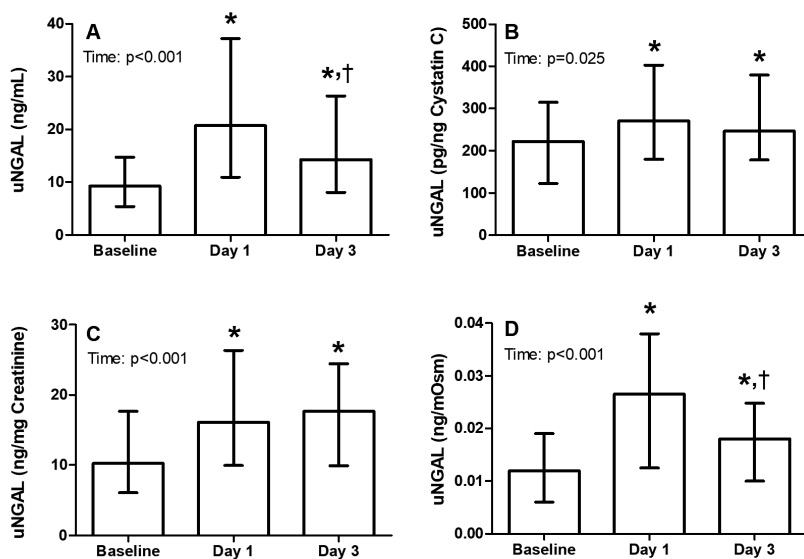 A
Time: p<0.001
uNGAL (ng/mL)
40
30
20
10
0
*
*,†
Baseline Day 1 Day 3
B
Time: p=0.025
uNGAL (pg/ng Cystatin C)
500
400
300
200
100
0
*
*
Baseline Day 1 Day 3
C
Time: p<0.001
uNGAL (ng/mg Creatinine)
30
20
10
0
*
*
Baseline Day 1 Day 3
D
Time: p<0.001
uNGAL (ng/mOsm)
0.04
0.03
0.02
0.01
0.00
*
*,†
Baseline Day 1 Day 3